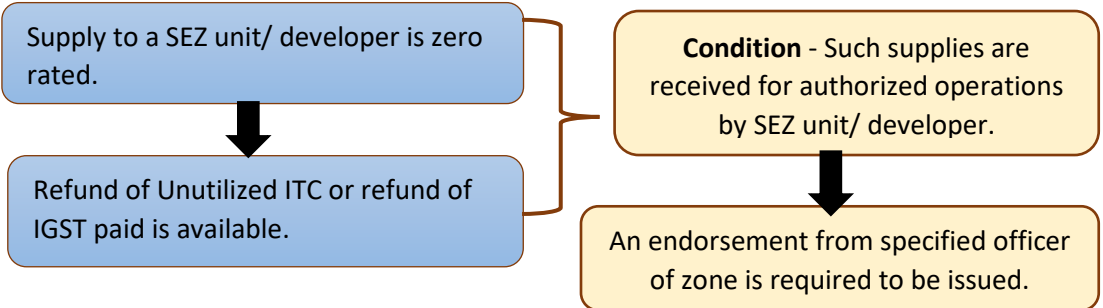 Supply to a SEZ unit/ developer is zero
rated.
Refund of Unutilized ITC or refund of
IGST paid is available.
Condition - Such supplies are
received for authorized operations
by SEZ unit/ developer.
An endorsement from specified officer
of zone is required to be issued.